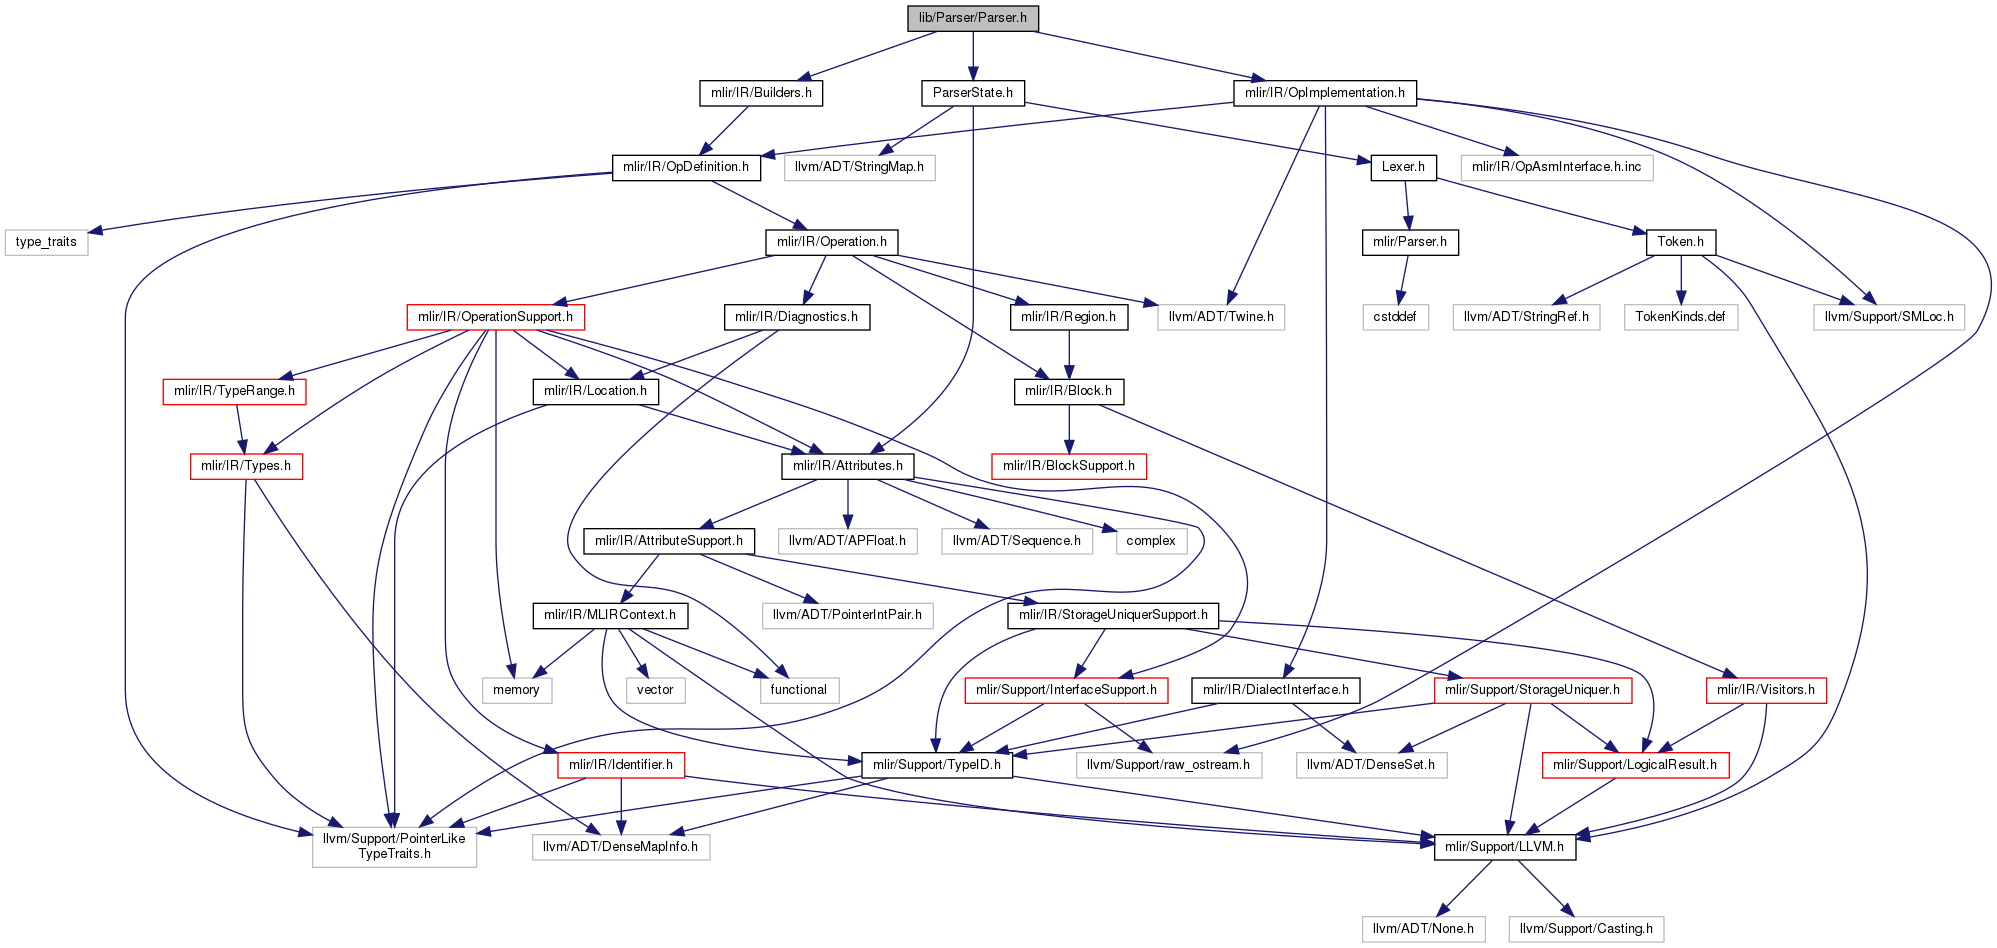 lib/Parser/Parser.h
mlir/IR/Builders.h
ParserState.h
mlir/IR/OpImplementation.h
mlir/IR/OpDefinition.h
llvm/ADT/StringMap.h
Lexer.h
mlir/IR/OpAsmInterface.h.inc
type_traits
mlir/IR/Operation.h
mlir/Parser.h
Token.h
mlir/IR/OperationSupport.h
mlir/IR/Diagnostics.h
mlir/IR/Region.h
llvm/ADT/Twine.h
cstddef
llvm/ADT/StringRef.h
TokenKinds.def
llvm/Support/SMLoc.h
mlir/IR/TypeRange.h
mlir/IR/Location.h
mlir/IR/Block.h
mlir/IR/Types.h
mlir/IR/Attributes.h
mlir/IR/BlockSupport.h
mlir/IR/AttributeSupport.h
llvm/ADT/APFloat.h
llvm/ADT/Sequence.h
complex
mlir/IR/MLIRContext.h
llvm/ADT/PointerIntPair.h
mlir/IR/StorageUniquerSupport.h
memory
vector
functional
mlir/Support/InterfaceSupport.h
mlir/IR/DialectInterface.h
mlir/Support/StorageUniquer.h
mlir/IR/Visitors.h
mlir/IR/Identifier.h
mlir/Support/TypeID.h
llvm/Support/raw_ostream.h
llvm/ADT/DenseSet.h
mlir/Support/LogicalResult.h
llvm/Support/PointerLike
TypeTraits.h
llvm/ADT/DenseMapInfo.h
mlir/Support/LLVM.h
llvm/ADT/None.h
llvm/Support/Casting.h